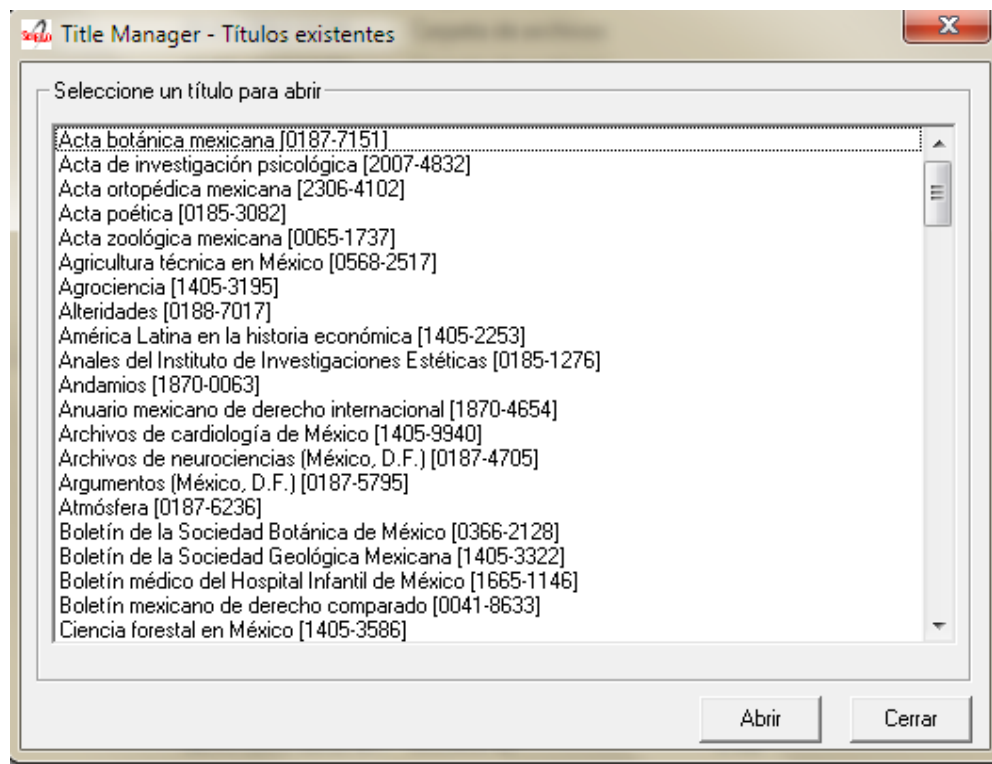 SciELO Title Manager - Títulos existentes
Seleccione un título para abrir
Acta botánica mexicana [0187-7151]
Acta de investigación psicológica [2007-4832]
Acta ortopédica mexicana [2306-4102]
Acta poética [0185-3082]
Acta zoológica mexicana [0065-1737]
Agricultura técnica en México [0568-2517]
Agrociencia [1405-3195]
Alteridades [0188-7017]
América Latina en la historia económica [1405-2253]
Anales del Instituto de Investigaciones Estéticas [0185-1276]
Andamios [1870-0063]
Anuario mexicano de derecho internacional [1870-4654]
Archivos de cardiología de México [1405-9940]
Archivos de neurociencias (México, D.F.) [0187-4705]
Argumentos (México, D.F.) [0187-5795]
Atmósfera [0187-6236]
Boletín de la Sociedad Botánica de México [0366-2128]
Boletín de la Sociedad Geológica Mexicana [1405-3322]
Boletín médico del Hospital Infantil de México [1665-1146]
Boletín mexicano de derecho comparado [0041-8633]
Ciencia forestal en México [1405-3586]
Abrir
Cerrar